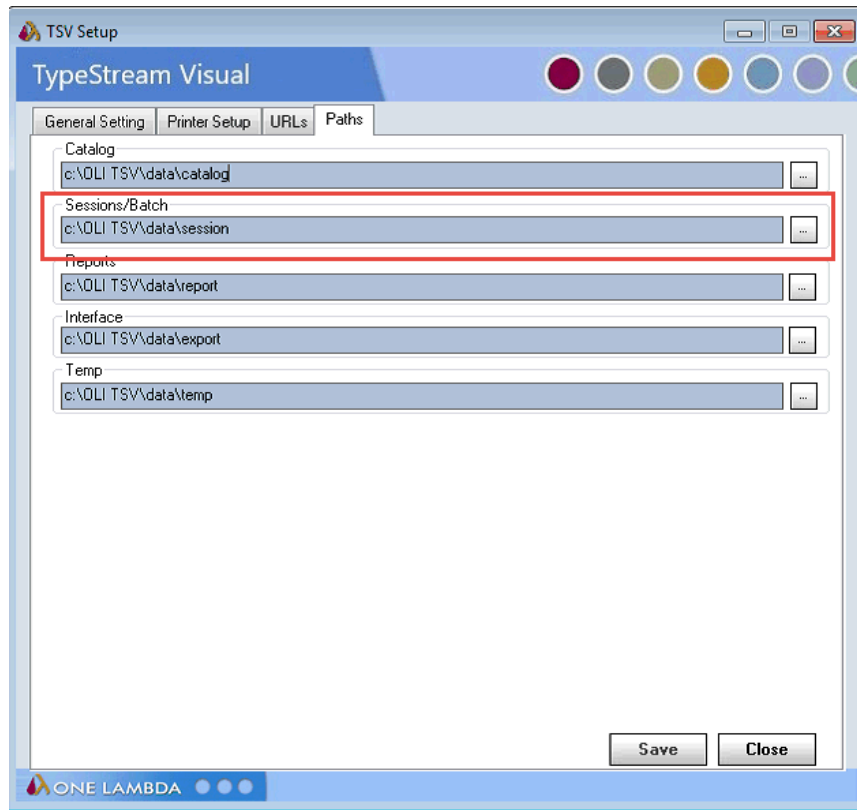 TSV Setup
TypeStream Visual
General Setting Printer Setup URLs Paths
Catalog
c:\OLI TSV\data\catalog
...
Sessions/Batch
c:\OLI TSV\data\session
...
Reports
c:\OLI TSV\data\report
...
Interface
c:\OLI TSV\data\export
...
Temp
c:\OLI TSV\data\temp
...
Save Close
ONE LAMBDA